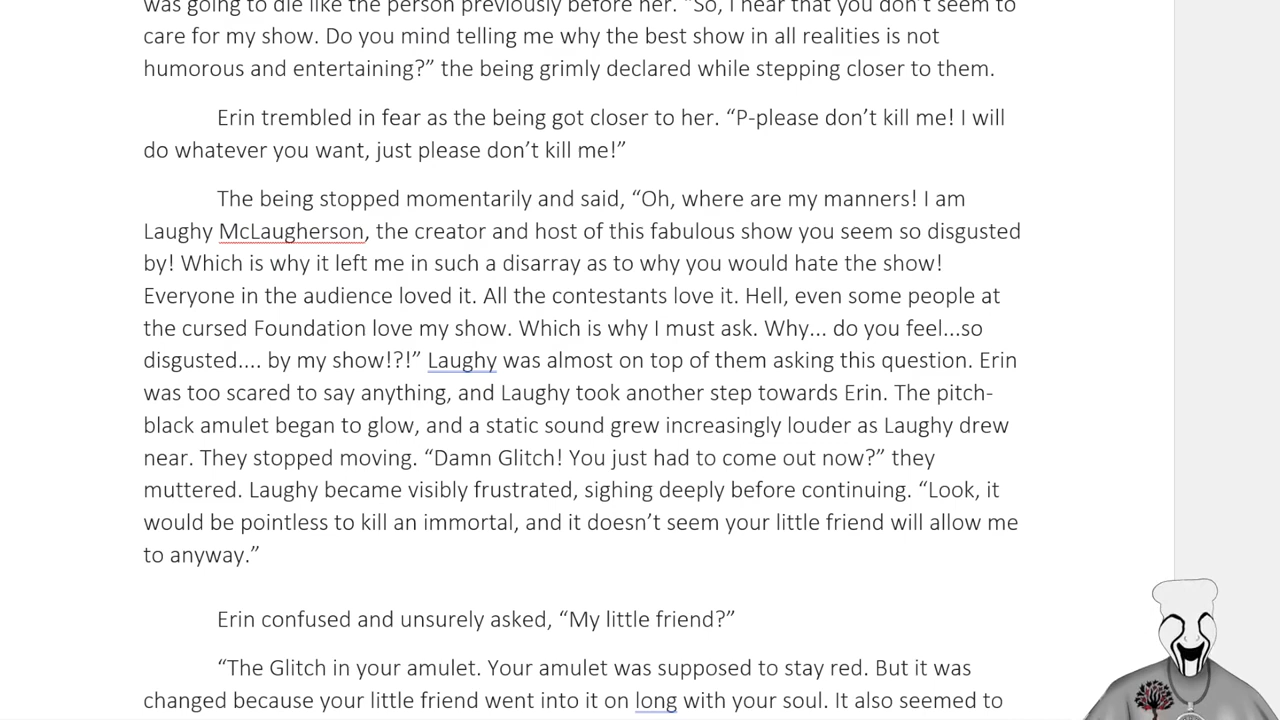 was going to die like the person previously before her. “So, I hear that you don’t seem to
care for my show. Do you mind telling me why the best show in all realities is not
humorous and entertaining?” the being grimly declared while stepping closer to them.
Erin trembled in fear as the being got closer to her. “P-please don’t kill me! I will
do whatever you want, just please don’t kill me!”
The being stopped momentarily and said, “Oh, where are my manners! I am
Laughy McLaugherson, the creator and host of this fabulous show you seem so disgusted
by! Which is why it left me in such a disarray as to why you would hate the show!
Everyone in the audience loved it. All the contestants love it. Hell, even some people at
the cursed Foundation love my show. Which is why I must ask. Why... do you feel...so
disgusted.... by my show!?!” Laughy was almost on top of them asking this question. Erin
was too scared to say anything, and Laughy took another step towards Erin. The pitch-
black amulet began to glow, and a static sound grew increasingly louder as Laughy drew
near. They stopped moving. “Damn Glitch! You just had to come out now?” they
muttered. Laughy became visibly frustrated, sighing deeply before continuing. “Look, it
would be pointless to kill an immortal, and it doesn’t seem your little friend will allow me
to anyway.”
Erin confused and unsurely asked, “My little friend?”
“The Glitch in your amulet. Your amulet was supposed to stay red. But it was
changed because your little friend went into it on long with your soul. It also seemed to